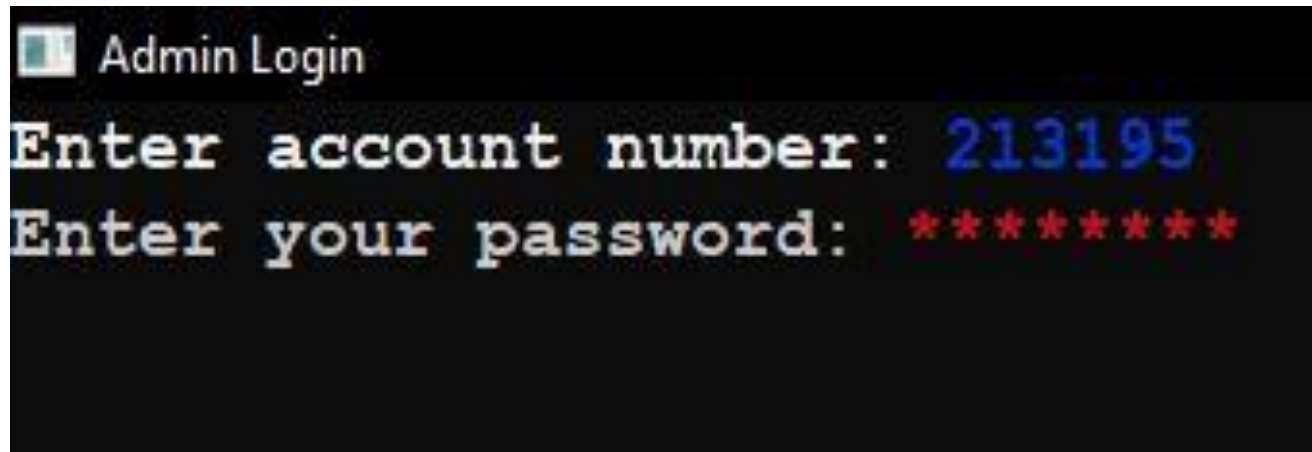 Admin Login
Enter account number: 213195
Enter your password: ********